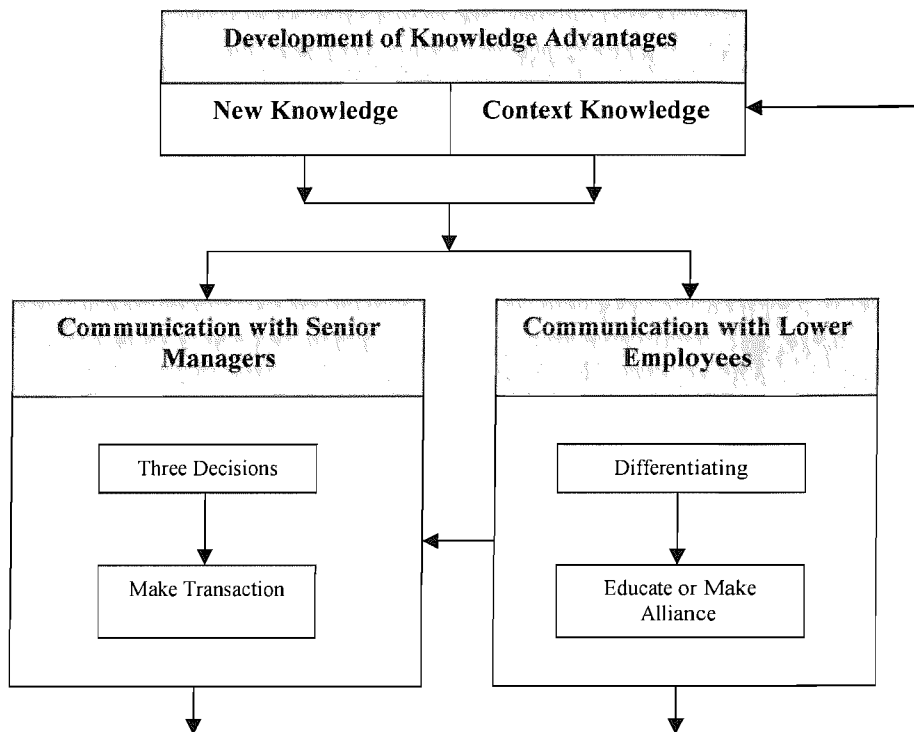 Development of Knowledge Advantages
New Knowledge
Context Knowledge
Communication with Senior
Managers
Communication with Lower
Employees
Three Decisions
Differentiating
Make Transaction
Educate or Make
Alliance